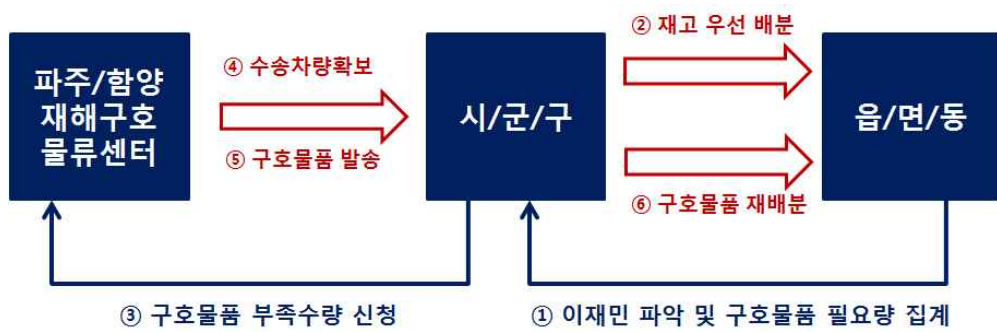 ② 재고 우선 배분
파주/함양
재해구호
물류센터
④ 수송차량확보
⑤ 구호물품 발송
시/군/구
읍/면/동
⑥ 구호물품 재배분
③ 구호물품 부족수량 신청
① 이재민 파악 및 구호물품 필요량 집계